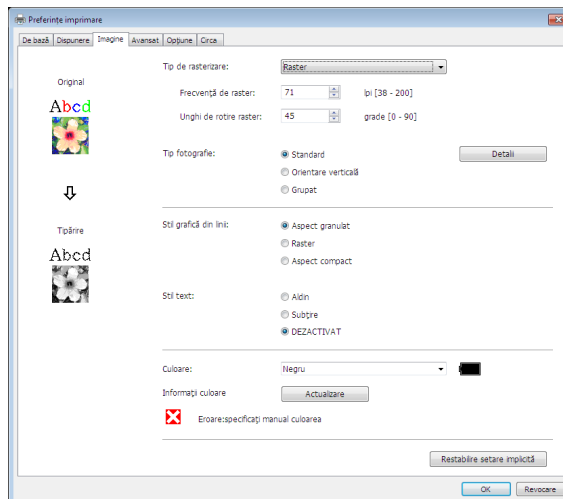 Preferințe imprimare
De bază Dispunere Imagine Avansat Opțiune Circa
Tip de rasterizare: Raster
Original
Frecvență de raster: 71 lpi [38 - 200]
Abcd
Unghi de rotire raster: 45 grade [0 - 90]
Tip fotografie: Standard Detalii
Orientare verticală
Grupat
Tipărire
Abcd
Stil grafică din linii: Aspect granulat
Raster
Aspect compact
Stil text: Aldin
Subțire
DEZACTIVAT
Culoare: Negru
Informații culoare Actualizare
Eroare:specificați manual culoarea
Restabilire setare implicită
OK Revocare